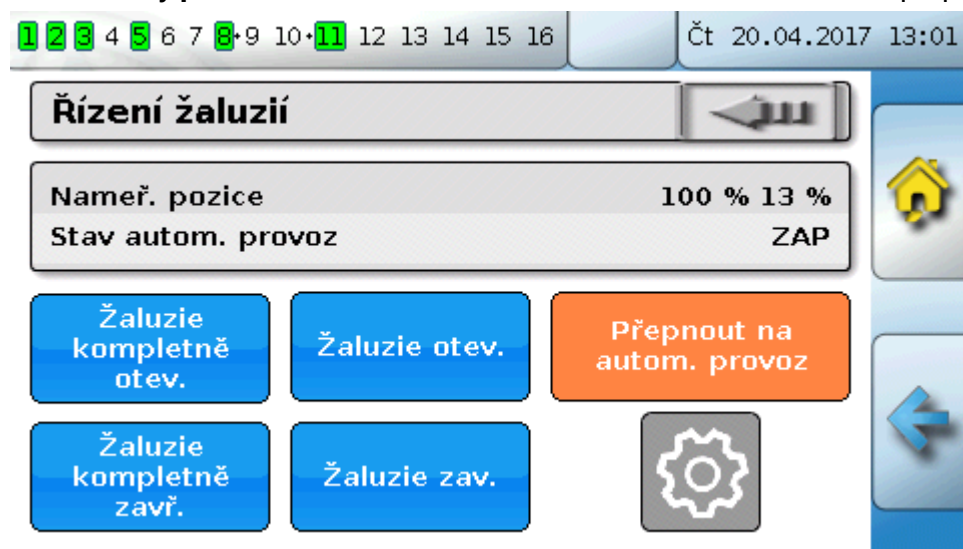 1 2 3 4 5 6 7 8 9 10 11 12 13 14 15 16 Čt 20.04.2017 13:01
Řízení žaluzií
Nameř. pozice 100 % 13 %
Stav autom. provoz ZAP
Žaluzie
kompletně
otev.
Žaluzie otev.
Přepnout na
autom. provoz
Žaluzie
kompletně
zavř.
Žaluzie zav.